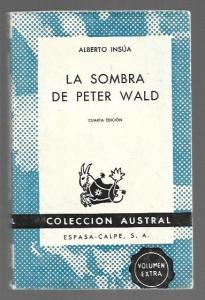 ALBERTO INSÚA
LA SOMBRA
DE PETER WALD
CUARTA EDICIÓN
COLECCION AUSTRAL
ESPASA-CALPE, S. A.
VOLUMEN
EXTRA